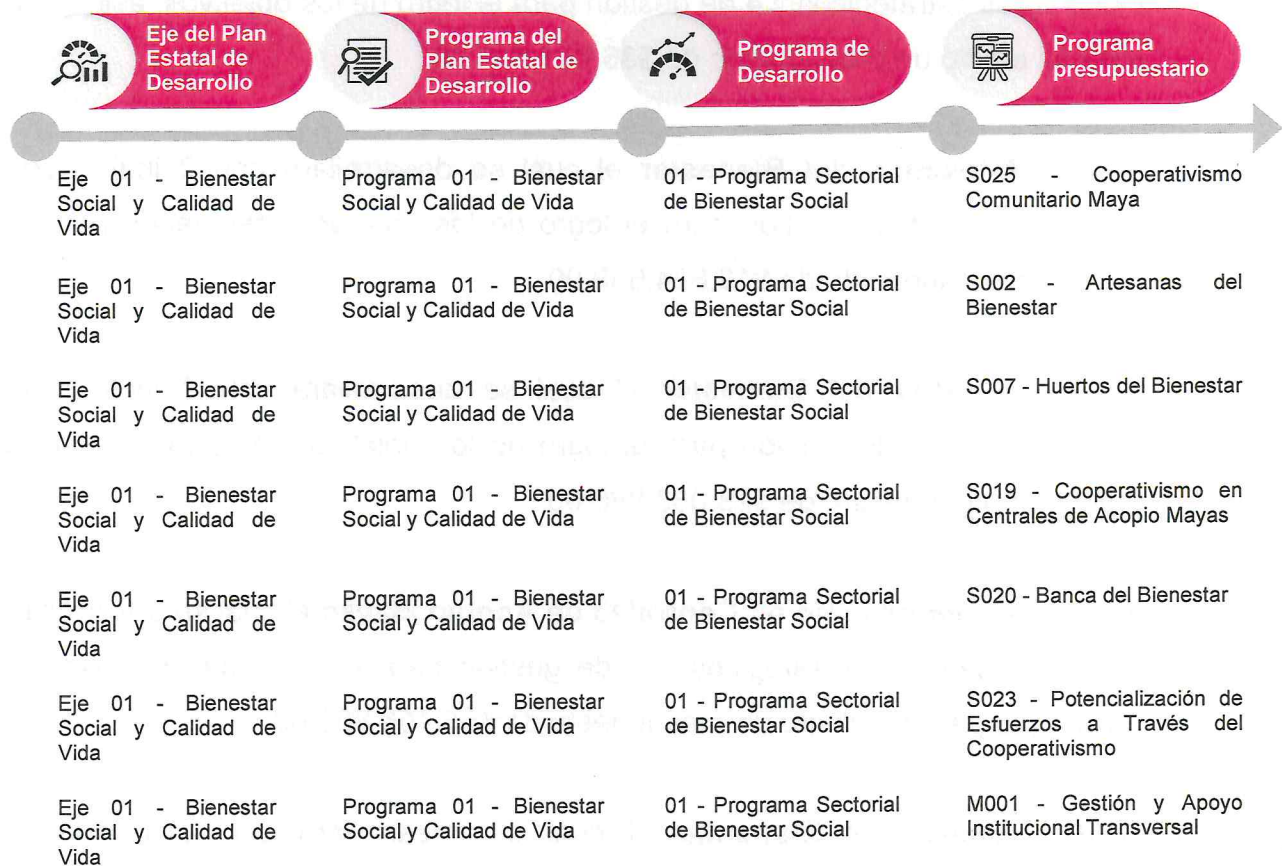 Eje del Plan
Estatal de
Desarrollo
Programa del
Plan Estatal de
Desarrollo
Programa de
Desarrollo
Programa
presupuestario
Eje 01 - Bienestar
Social y Calidad de
Vida
Programa 01 - Bienestar
Social y Calidad de Vida
01 - Programa Sectorial
de Bienestar Social
S025 - Cooperativismo
Comunitario Maya
Eje 01 - Bienestar
Social y Calidad de
Vida
Programa 01 - Bienestar
Social y Calidad de Vida
01 - Programa Sectorial
de Bienestar Social
S002 - Artesanas del
Bienestar
Eje 01 - Bienestar
Social y Calidad de
Vida
Programa 01 - Bienestar
Social y Calidad de Vida
01 - Programa Sectorial
de Bienestar Social
S007 - Huertos del Bienestar
Eje 01 - Bienestar
Social y Calidad de
Vida
Programa 01 - Bienestar
Social y Calidad de Vida
01 - Programa Sectorial
de Bienestar Social
S019 - Cooperativismo en
Centrales de Acopio Mayas
Eje 01 - Bienestar
Social y Calidad de
Vida
Programa 01 - Bienestar
Social y Calidad de Vida
01 - Programa Sectorial
de Bienestar Social
S020 - Banca del Bienestar
Eje 01 - Bienestar
Social y Calidad de
Vida
Programa 01 - Bienestar
Social y Calidad de Vida
01 - Programa Sectorial
de Bienestar Social
S023 - Potencialización de
Esfuerzos a Través del
Cooperativismo
Eje 01 - Bienestar
Social y Calidad de
Vida
Programa 01 - Bienestar
Social y Calidad de Vida
01 - Programa Sectorial
de Bienestar Social
M001 - Gestión y Apoyo
Institucional Transversal